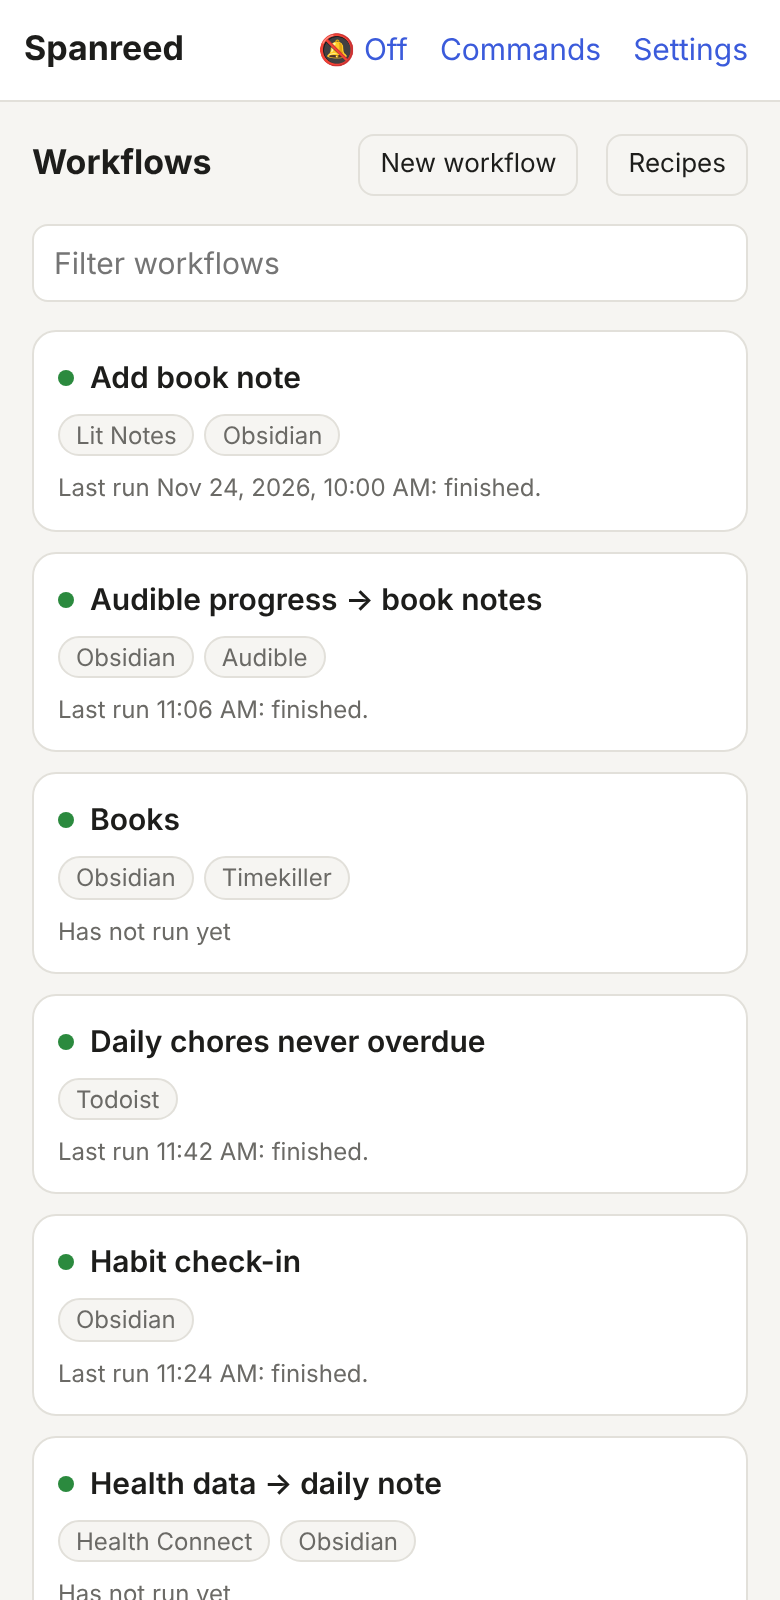 Spanreed
🔕 Off Commands Settings
Workflows
New workflow Recipes
Filter workflows
Add book note
Lit Notes Obsidian
Last run Nov 24, 2026, 10:00 AM: finished.
Audible progress → book notes
Obsidian Audible
Last run 11:06 AM: finished.
Books
Obsidian Timekiller
Has not run yet
Daily chores never overdue
Todoist
Last run 11:42 AM: finished.
Habit check-in
Obsidian
Last run 11:24 AM: finished.
Health data → daily note
Health Connect Obsidian
Has not run yet